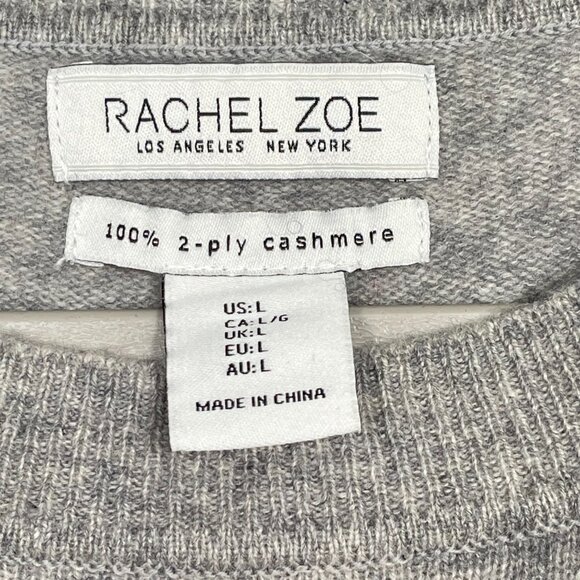 RACHEL ZOE
LOS ANGELES NEW YORK
100% 2-ply cashmere
US: L
CA: L/G
UK: L
EU: L
AU: L
MADE IN CHINA